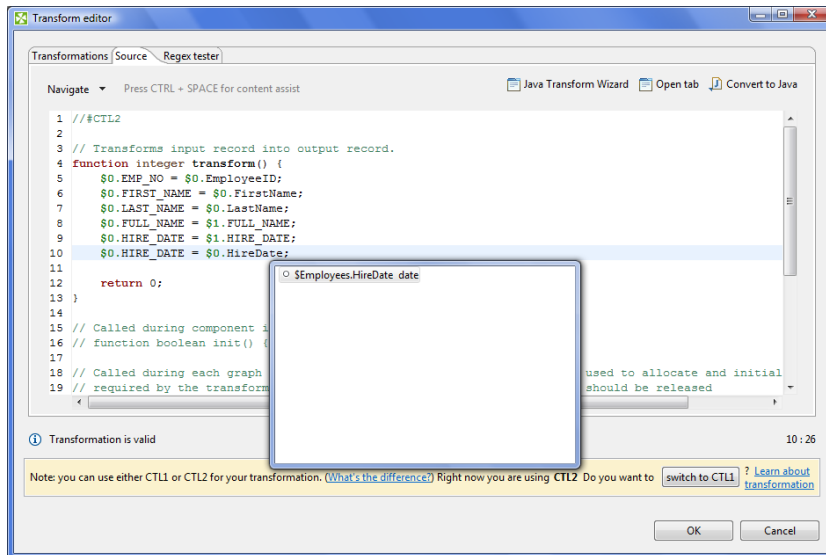 Transform editor
Transformations Source Regex tester
Navigate Press CTRL + SPACE for content assist Java Transform Wizard Open tab Convert to Java
1 //#CTL2
2
3 // Transforms input record into output record.
4 function integer transform() {
5 $0.EMP_NO = $0.EmployeeID;
6 $0.FIRST_NAME = $0.FirstName;
7 $0.LAST_NAME = $0.LastName;
8 $0.FULL_NAME = $1.FULL_NAME;
9 $0.HIRE_DATE = $1.HIRE_DATE;
10 $0.HIRE_DATE = $0.HireDate;
11
$Employees.HireDate date
12 return 0;
13 }
14
15 // Called during component i
16 // function boolean init() {
17
18 // Called during each graph used to allocate and initial
19 // required by the transform should be released
Transformation is valid 10 : 26
Note: you can use either CTL1 or CTL2 for your transformation. (What's the difference?) Right now you are using CTL2 Do you want to switch to CTL1 ? Learn about
transformation
OK Cancel